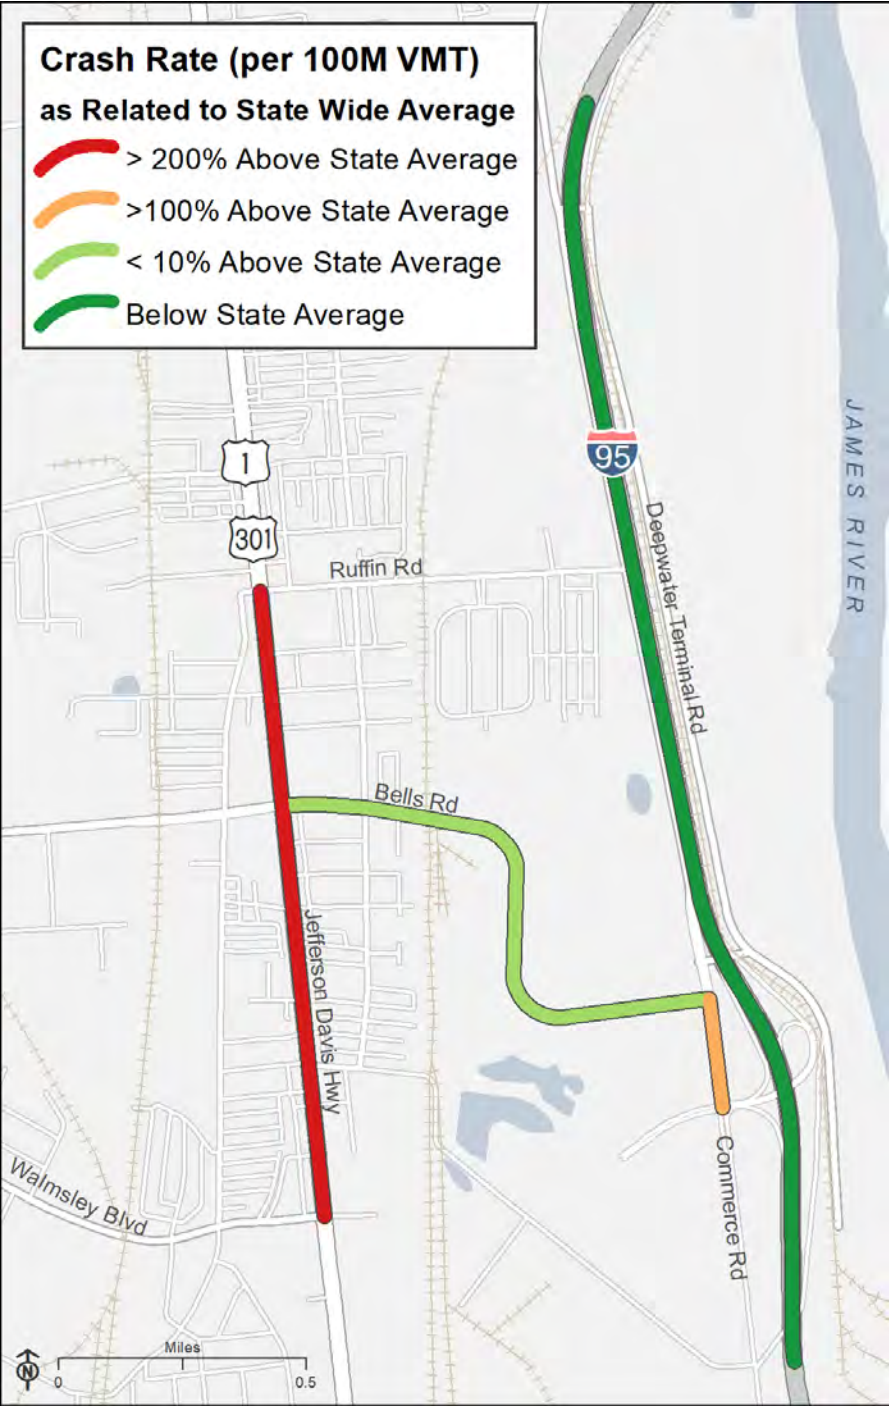 Crash Rate (per 100M VMT)
as Related to State Wide Average
> 200% Above State Average
>100% Above State Average
< 10% Above State Average
Below State Average
1
95
301
Ruffin Rd
Deepwater Terminal Rd
JAMES RIVER
Bells Rd
Jefferson Davis Hwy
Walmsley Blvd
Commerce Rd
N
Miles
0
0.5